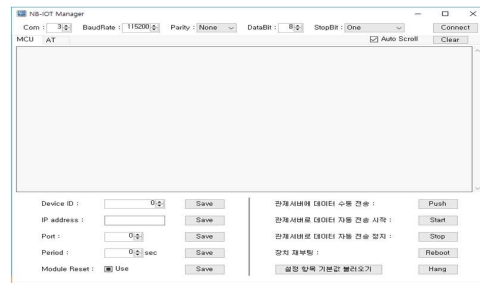 NB-IOT Manager
Com : 3 BaudRate : 115200 Parity : None DataBit : 8 StopBit : One Connect
MCU AT Auto Scroll Clear
Device ID : 0 Save 관제서버에 데이터 수동 전송 : Push
IP address : Save 관제서버로 데이터 자동 전송 시작 : Start
Port : 0 Save 관제서버로 데이터 자동 전송 정지 : Stop
Period : 0 sec Save 장치 재부팅 : Reboot
Module Reset : Use Save 설정 항목 기본값 불러오기 Hang